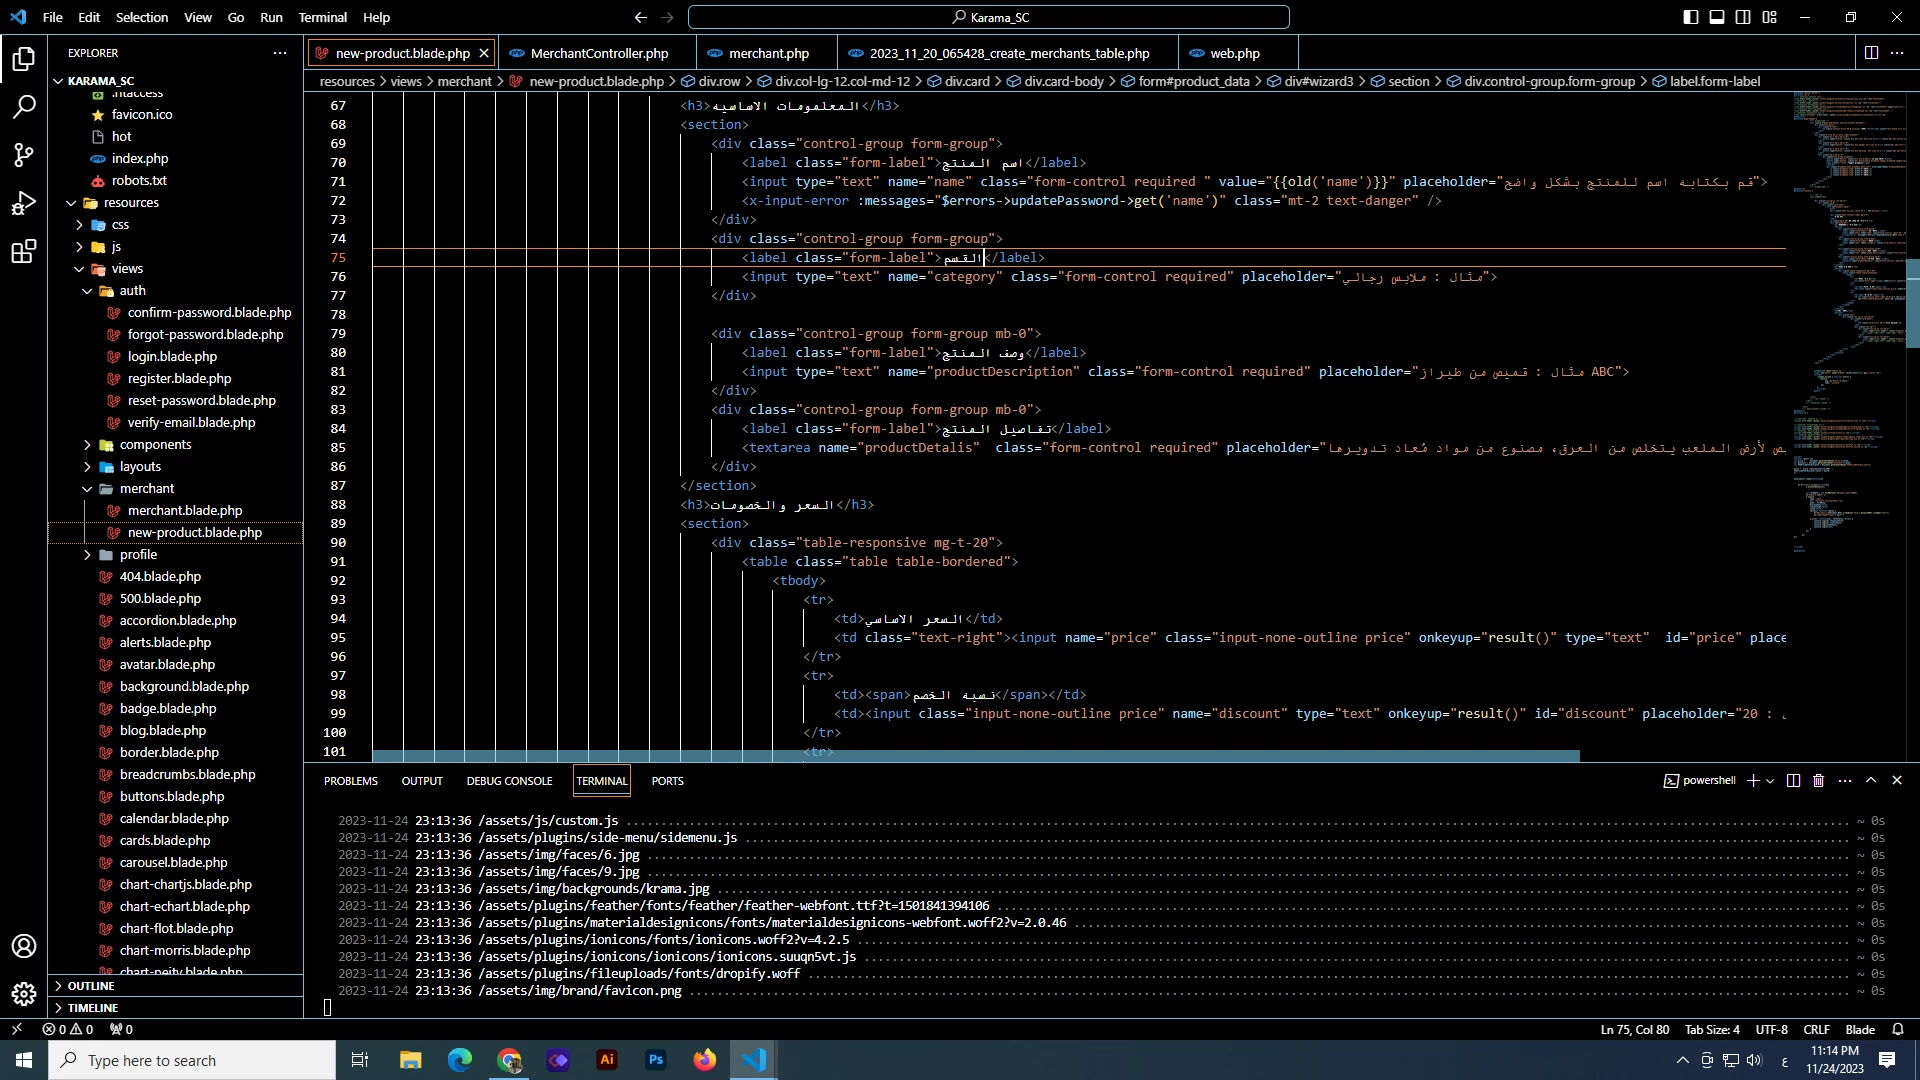 File Edit Selection View Go Run Terminal Help
Karama_SC
EXPLORER
KARAMA_SC
.htaccess
favicon.ico
hot
index.php
robots.txt
resources
css
js
views
auth
confirm-password.blade.php
forgot-password.blade.php
login.blade.php
register.blade.php
reset-password.blade.php
verify-email.blade.php
components
layouts
merchant
merchant.blade.php
new-product.blade.php
profile
404.blade.php
500.blade.php
accordion.blade.php
alerts.blade.php
avatar.blade.php
background.blade.php
badge.blade.php
blog.blade.php
border.blade.php
breadcrumbs.blade.php
buttons.blade.php
calendar.blade.php
cards.blade.php
carousel.blade.php
chart-chartjs.blade.php
chart-echart.blade.php
chart-flot.blade.php
chart-morris.blade.php
chart-peity.blade.php
OUTLINE
TIMELINE
new-product.blade.php MerchantController.php merchant.php 2023_11_20_065428_create_merchants_table.php web.php
resources > views > merchant > new-product.blade.php > div.row > div.col-lg-12.col-md-12 > div.card > div.card-body > form#product_data > div#wizard3 > section > div.control-group.form-group > label.form-label
67 <h3>المعلومات الاساسيه</h3>
68 <section>
69 <div class="control-group form-group">
70 <label class="form-label">اسم المنتج</label>
71 <input type="text" name="name" class="form-control required " value="{{old('name')}}" placeholder="قم بكتابه اسم للمنتج بشكل واضح">
72 <x-input-error :messages="$errors->updatePassword->get('name')" class="mt-2 text-danger" />
73 </div>
74 <div class="control-group form-group">
75 <label class="form-label">القسم</label>
76 <input type="text" name="category" class="form-control required" placeholder="مثال : ملابس رجالي">
77 </div>
78
79 <div class="control-group form-group mb-0">
80 <label class="form-label">وصف المنتج</label>
81 <input type="text" name="productDescription" class="form-control required" placeholder="مثال : قميص من طيراز ABC">
82 </div>
83 <div class="control-group form-group mb-0">
84 <label class="form-label">تفاصيل المنتج</label>
85 <textarea name="productDetalis"  class="form-control required" placeholder="يص لأرض الملعب يتخلص من العرق، مصنوع من مواد مُعاد تدويرها
86 </div>
87 </section>
88 <h3>السعر والخصومات</h3>
89 <section>
90 <div class="table-responsive mg-t-20">
91 <table class="table table-bordered">
92 <tbody>
93 <tr>
94 <td>السعر الاساسي</td>
95 <td class="text-right"><input name="price" class="input-none-outline price" onkeyup="result()" type="text"  id="price" place
96 </tr>
97 <tr>
98 <td><span>نسبه الخصم</span></td>
99 <td><input class="input-none-outline price" name="discount" type="text" onkeyup="result()" id="discount" placeholder="20 :
100 </tr>
101 <tr>
PROBLEMS OUTPUT DEBUG CONSOLE TERMINAL PORTS
powershell
2023-11-24 23:13:36 /assets/js/custom.js ~ 0s
2023-11-24 23:13:36 /assets/plugins/side-menu/sidemenu.js ~ 0s
2023-11-24 23:13:36 /assets/img/faces/6.jpg ~ 0s
2023-11-24 23:13:36 /assets/img/faces/9.jpg ~ 0s
2023-11-24 23:13:36 /assets/img/backgrounds/krama.jpg ~ 0s
2023-11-24 23:13:36 /assets/plugins/feather/fonts/feather/feather-webfont.ttf?t=1501841394106 ~ 0s
2023-11-24 23:13:36 /assets/plugins/materialdesignicons/fonts/materialdesignicons-webfont.woff2?v=2.0.46 ~ 0s
2023-11-24 23:13:36 /assets/plugins/ionicons/fonts/ionicons.woff2?v=4.2.5 ~ 0s
2023-11-24 23:13:36 /assets/plugins/ionicons/ionicons/ionicons.suuqn5vt.js ~ 0s
2023-11-24 23:13:36 /assets/plugins/fileuploads/fonts/dropify.woff ~ 0s
2023-11-24 23:13:36 /assets/img/brand/favicon.png ~ 0s
0 0 0
Ln 75, Col 80 Tab Size: 4 UTF-8 CRLF Blade
Type here to search
Ai
Ps
ع
11:14 PM
11/24/2023